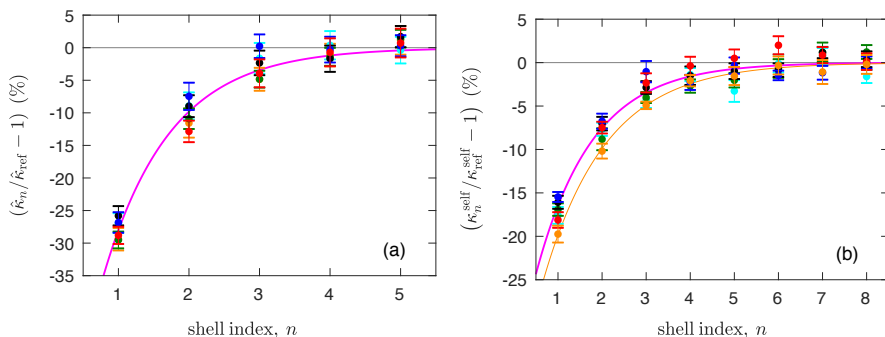 5
0
-5
-10
-15
-20
-25
-30
-35
1 2 3 4 5
shell index, n
(κ̂ₙ/κ̂_ref − 1) (%)
(a)
5
0
-5
-10
-15
-20
-25
1 2 3 4 5 6 7 8
shell index, n
(κₙ^self/κ_ref^self − 1) (%)
(b)